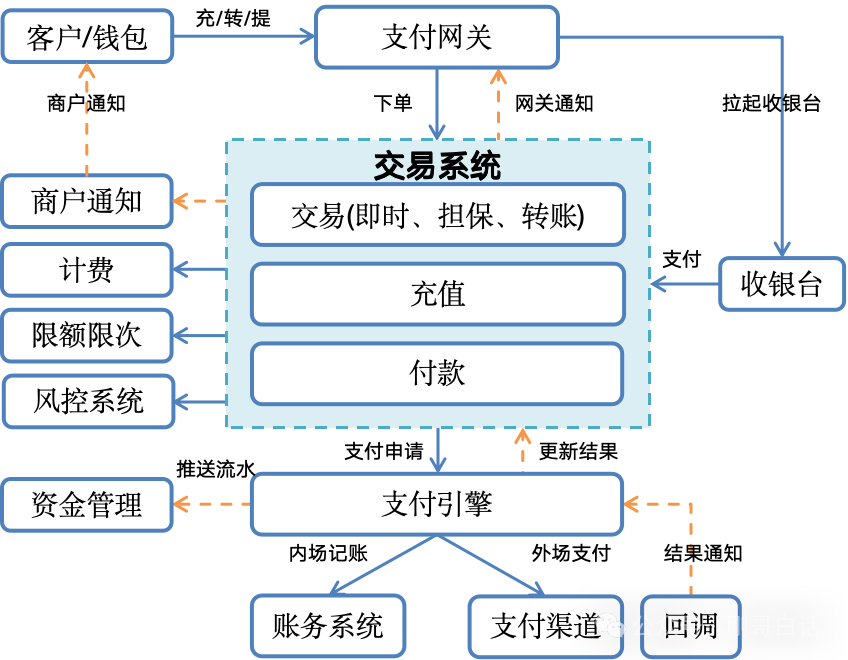 充/转/提
客户/钱包
支付网关
商户通知
下单
网关通知
拉起收银台
交易系统
商户通知
交易(即时、担保、转账)
计费
支付
充值
收银台
限额限次
付款
风控系统
支付申请
更新结果
推送流水
资金管理
支付引擎
内场记账
外场支付
结果通知
账务系统
支付渠道
回调